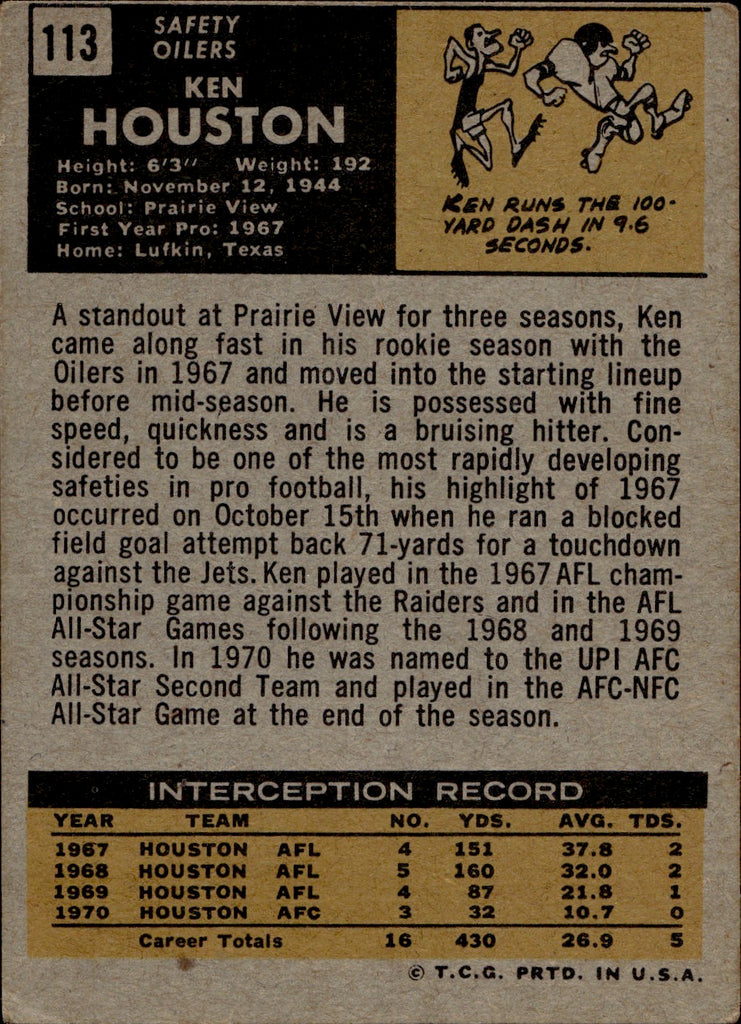 113
SAFETY
OILERS
KEN
HOUSTON
Height: 6'3" Weight: 192
Born: November 12, 1944
School: Prairie View
First Year Pro: 1967
Home: Lufkin, Texas
KEN RUNS THE 100-
YARD DASH IN 9.6
SECONDS.
A standout at Prairie View for three seasons, Ken
came along fast in his rookie season with the
Oilers in 1967 and moved into the starting lineup
before mid-season. He is possessed with fine
speed, quickness and is a bruising hitter. Con-
sidered to be one of the most rapidly developing
safeties in pro football, his highlight of 1967
occurred on October 15th when he ran a blocked
field goal attempt back 71-yards for a touchdown
against the Jets. Ken played in the 1967 AFL cham-
pionship game against the Raiders and in the AFL
All-Star Games following the 1968 and 1969
seasons. In 1970 he was named to the UPI AFC
All-Star Second Team and played in the AFC-NFC
All-Star Game at the end of the season.
INTERCEPTION RECORD
YEAR TEAM NO. YDS. AVG. TDS.
1967 HOUSTON AFL 4 151 37.8 2
1968 HOUSTON AFL 5 160 32.0 2
1969 HOUSTON AFL 4 87 21.8 1
1970 HOUSTON AFC 3 32 10.7 0
Career Totals 16 430 26.9 5
© T.C.G. PRTD. IN U.S.A.